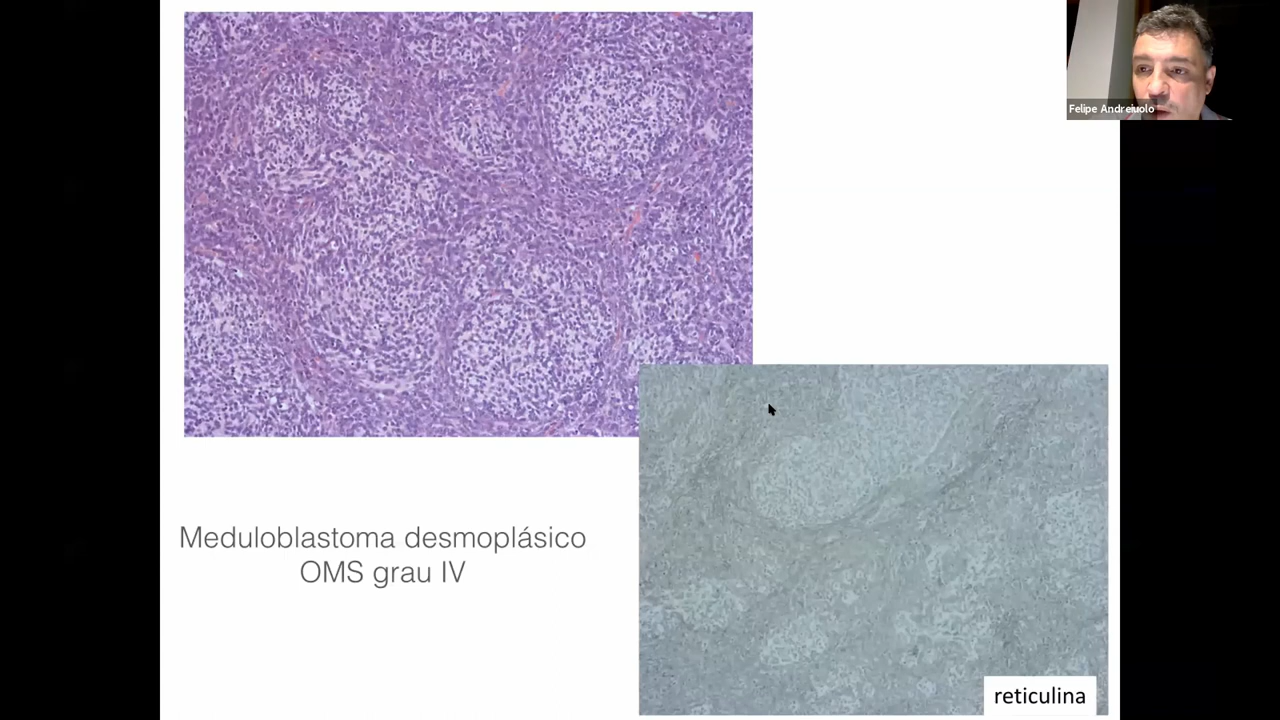 Felipe Andreiuolo
Meduloblastoma desmoplásico
OMS grau IV
reticulina